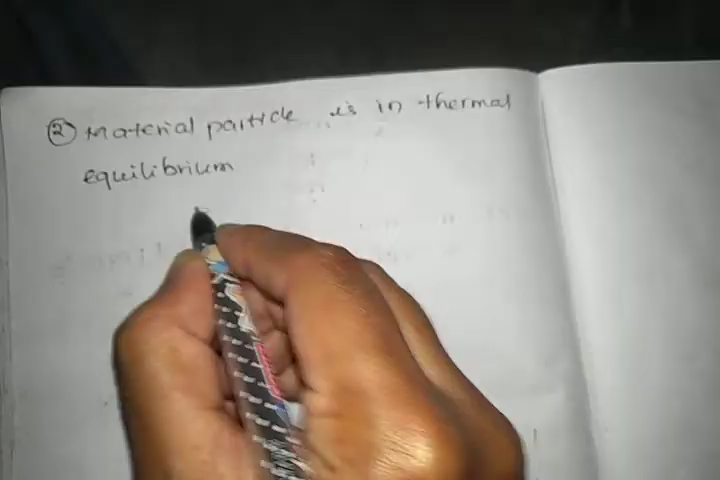 ② Material particle is in thermal
equilibrium